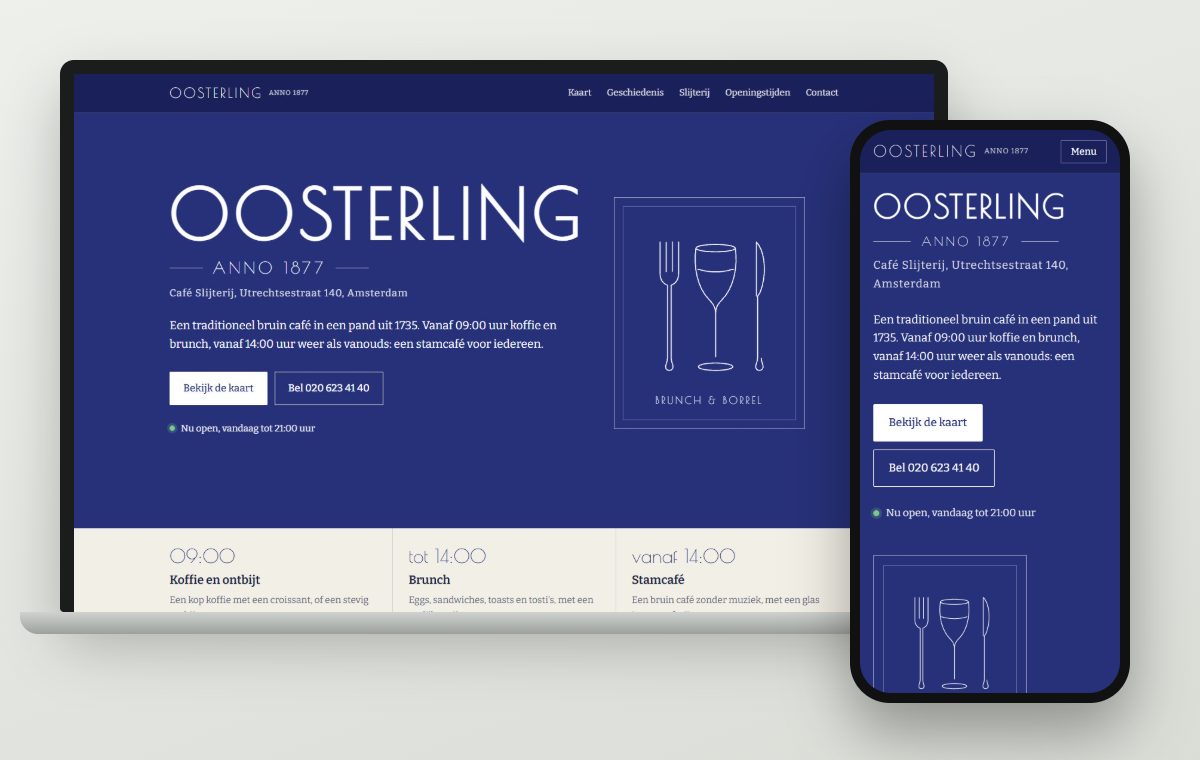 OOSTERLING ANNO 1877
Kaart Geschiedenis Slijterij Openingstijden Contact
OOSTERLING
ANNO 1877
Café Slijterij, Utrechtsestraat 140, Amsterdam
Een traditioneel bruin café in een pand uit 1735. Vanaf 09:00 uur koffie en
brunch, vanaf 14:00 uur weer als vanouds: een stamcafé voor iedereen.
Bekijk de kaart
Bel 020 623 41 40
Nu open, vandaag tot 21:00 uur
BRUNCH & BORREL
09:00
Koffie en ontbijt
Een kop koffie met een croissant, of een stevig
tot 14:00
Brunch
Eggs, sandwiches, toasts en tosti's, met een
vanaf 14:00
Stamcafé
Een bruin café zonder muziek, met een glas
OOSTERLING ANNO 1877
Menu
OOSTERLING
ANNO 1877
Café Slijterij, Utrechtsestraat 140,
Amsterdam
Een traditioneel bruin café in een pand uit
1735. Vanaf 09:00 uur koffie en brunch,
vanaf 14:00 uur weer als vanouds: een
stamcafé voor iedereen.
Bekijk de kaart
Bel 020 623 41 40
Nu open, vandaag tot 21:00 uur